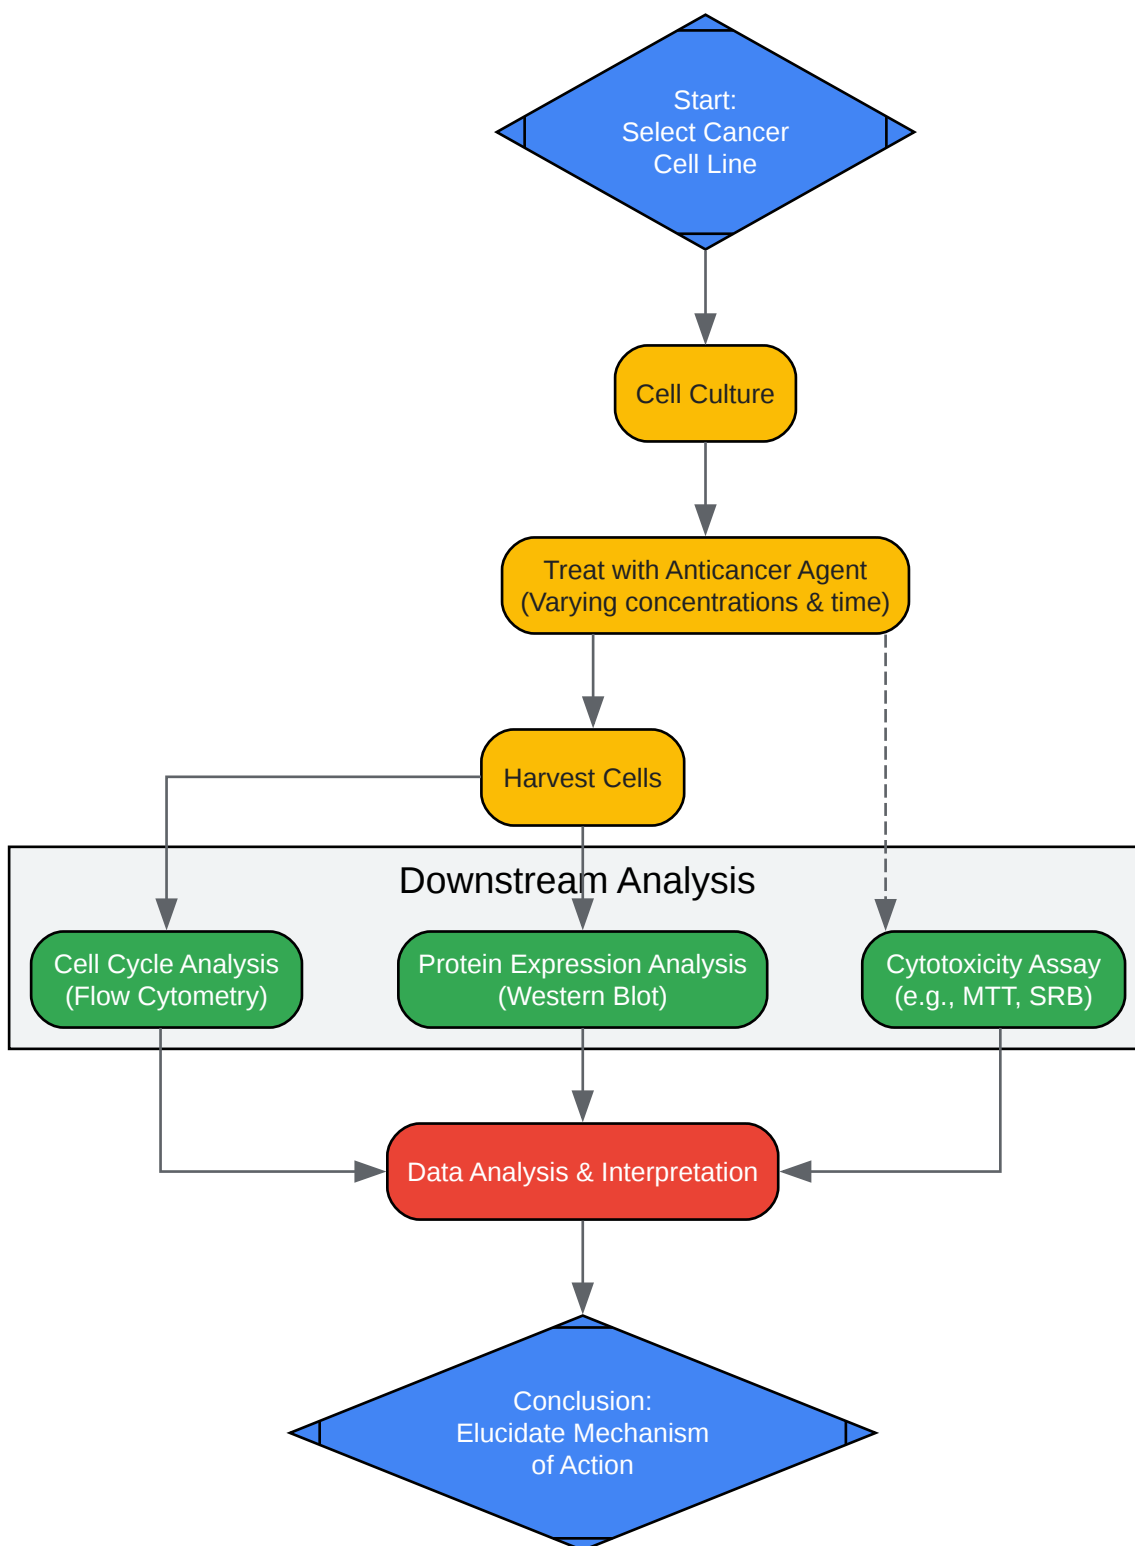 Start:
Select Cancer
Cell Line
Cell Culture
Treat with Anticancer Agent
(Varying concentrations & time)
Harvest Cells
Downstream Analysis
Cell Cycle Analysis
(Flow Cytometry)
Protein Expression Analysis
(Western Blot)
Cytotoxicity Assay
(e.g., MTT, SRB)
Data Analysis & Interpretation
Conclusion:
Elucidate Mechanism
of Action